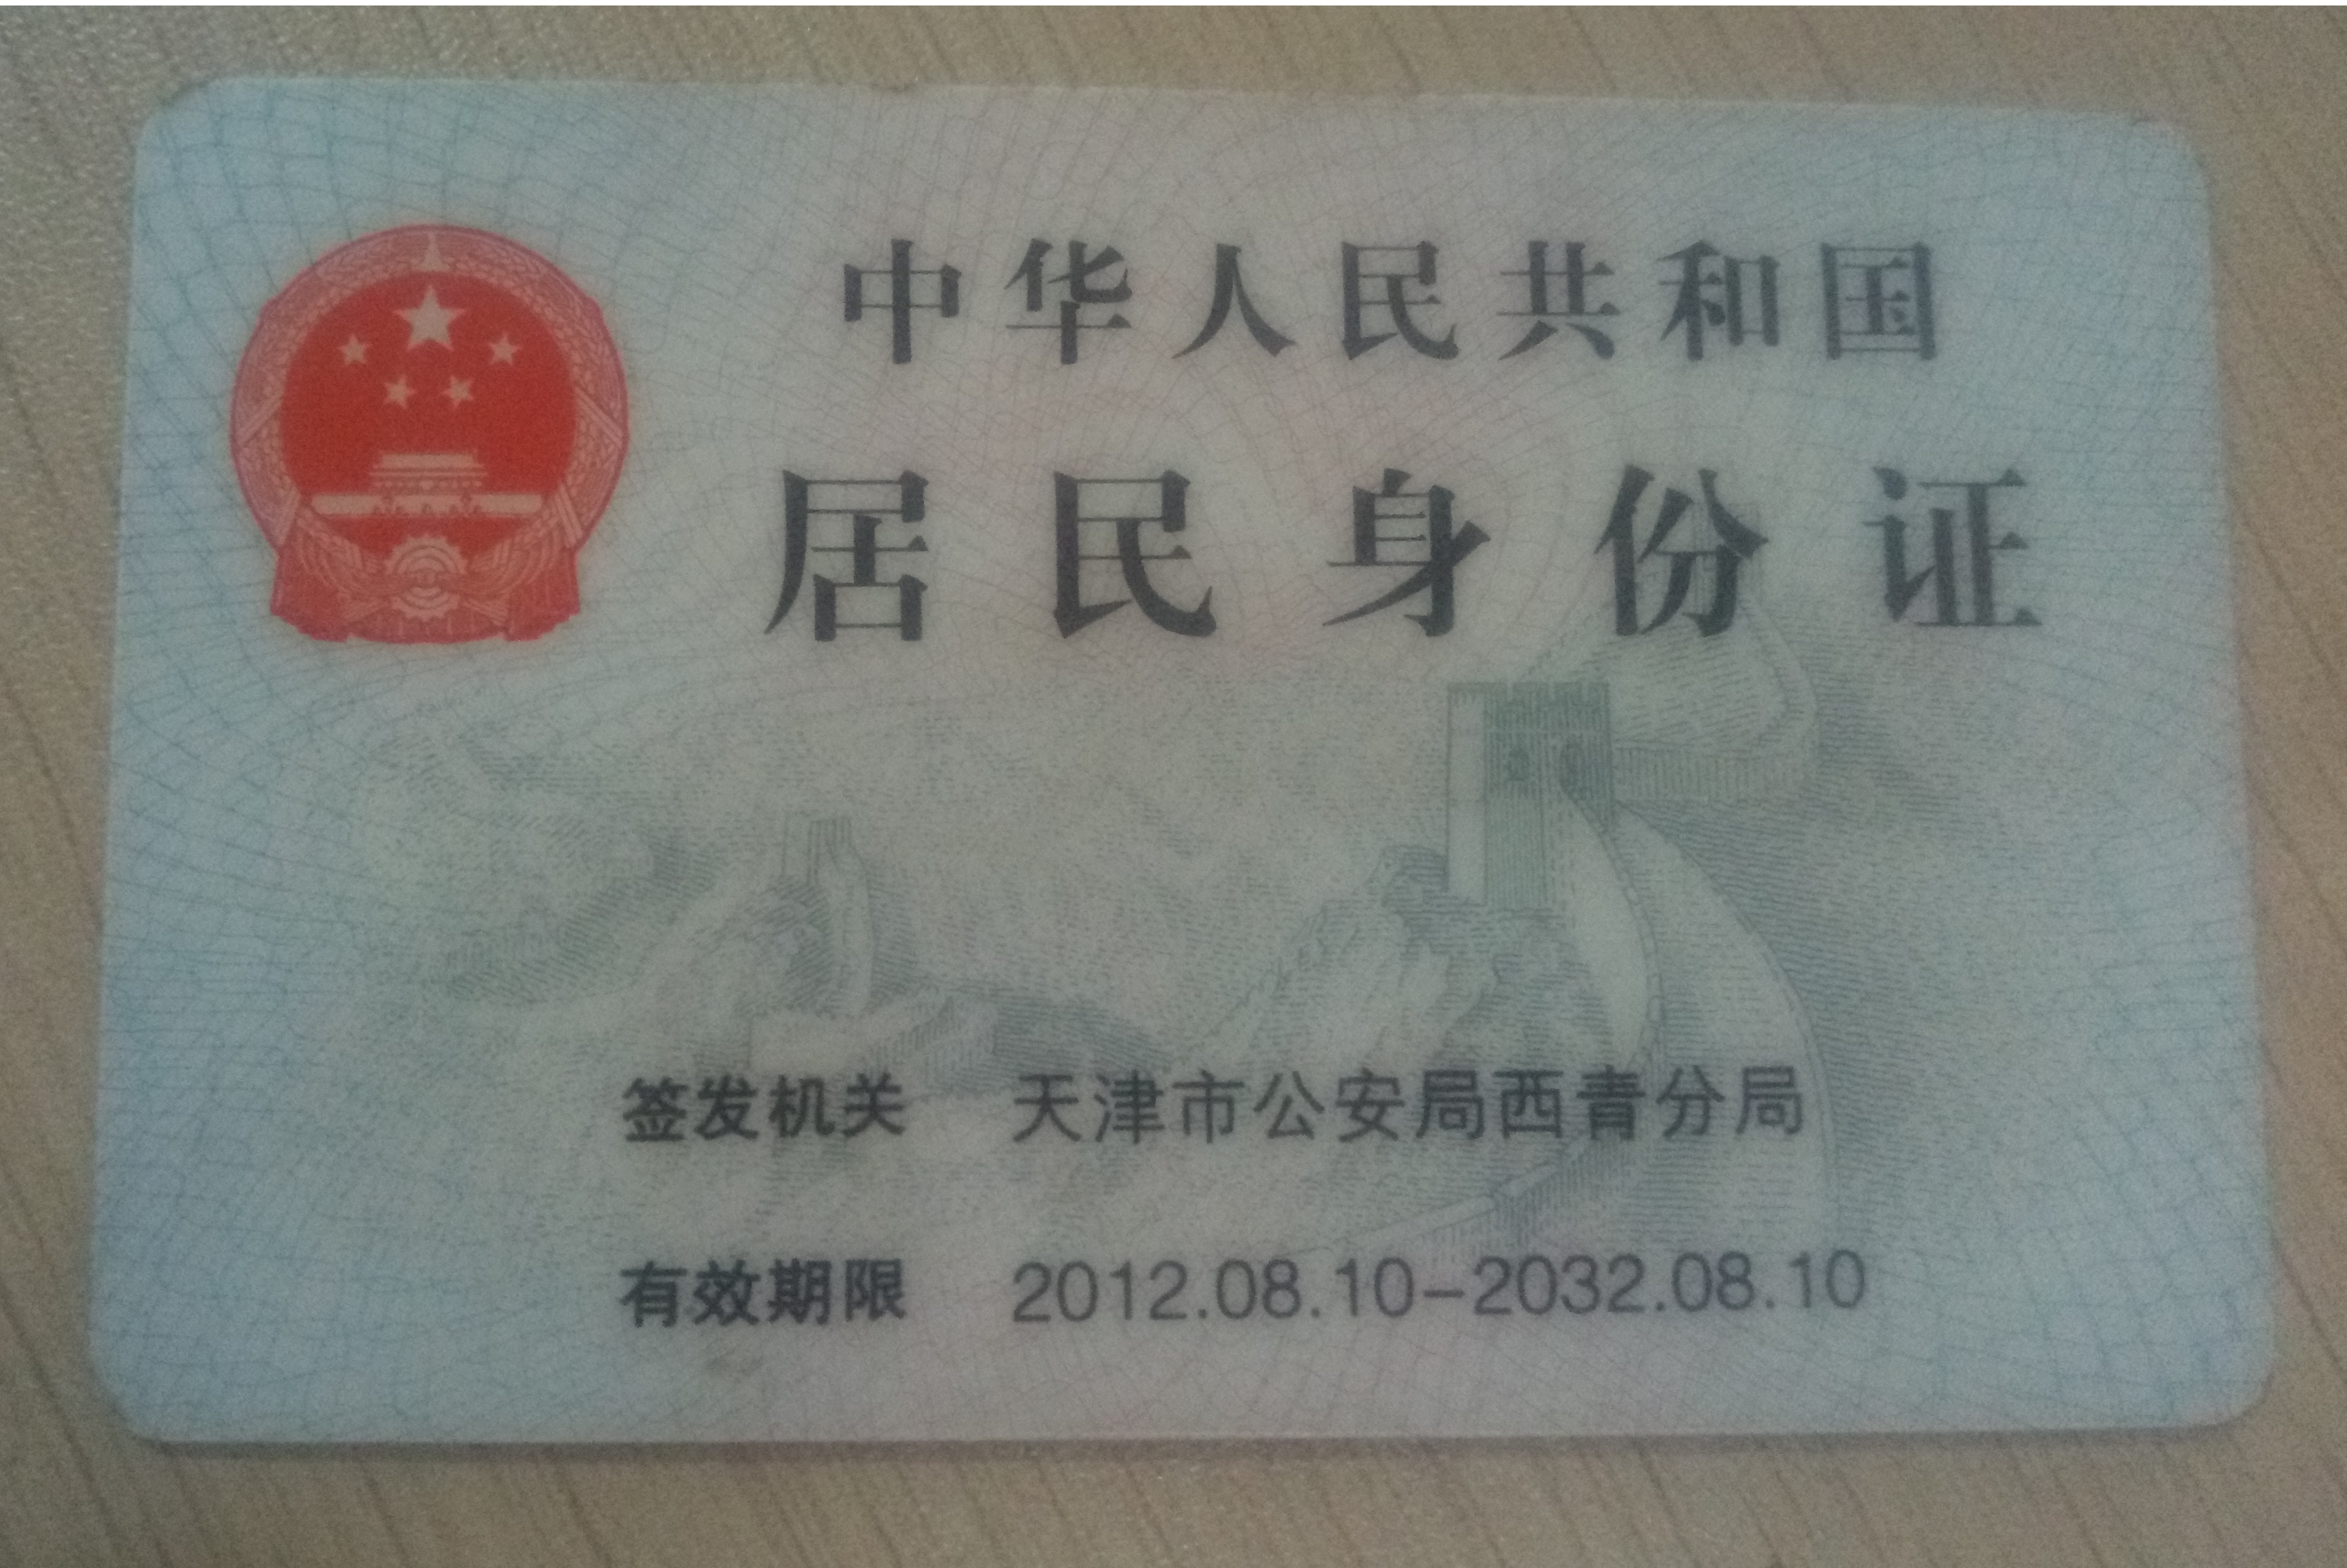 中华人民共和国
居民身份证
签发机关 天津市公安局西青分局
有效期限 2012.08.10-2032.08.10